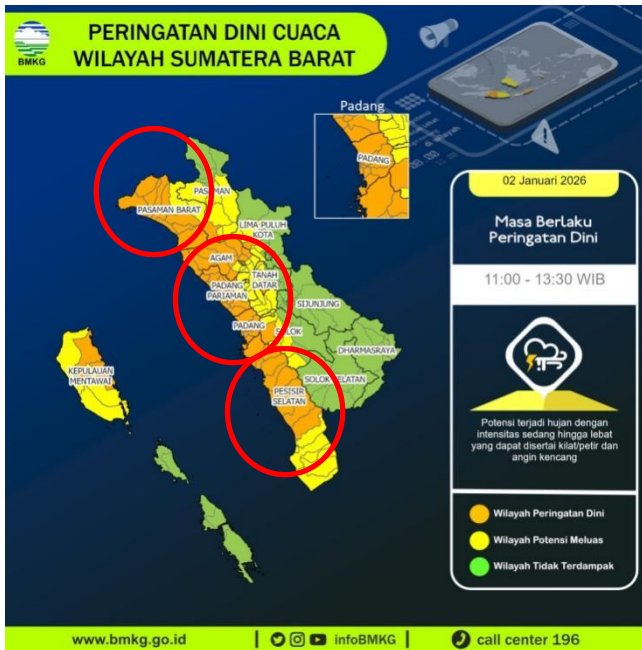 BMKG
PERINGATAN DINI CUACA
WILAYAH SUMATERA BARAT
Padang
PADANG
PASAMAN
PASAMAN BARAT
LIMA PULUH
KOTA
AGAM
TANAH
DATAR
PADANG
PARIAMAN
SIJUNJUNG
PADANG
SOLOK
DHARMASRAYA
KEPULAUAN
MENTAWAI
SOLOK SELATAN
PESISIR
SELATAN
02 Januari 2026
Masa Berlaku
Peringatan Dini
11:00 - 13:30 WIB
Potensi terjadi hujan dengan
intensitas sedang hingga lebat
yang dapat disertai kilat/petir dan
angin kencang
Wilayah Peringatan Dini
Wilayah Potensi Meluas
Wilayah Tidak Terdampak
www.bmkg.go.id | infoBMKG | call center 196